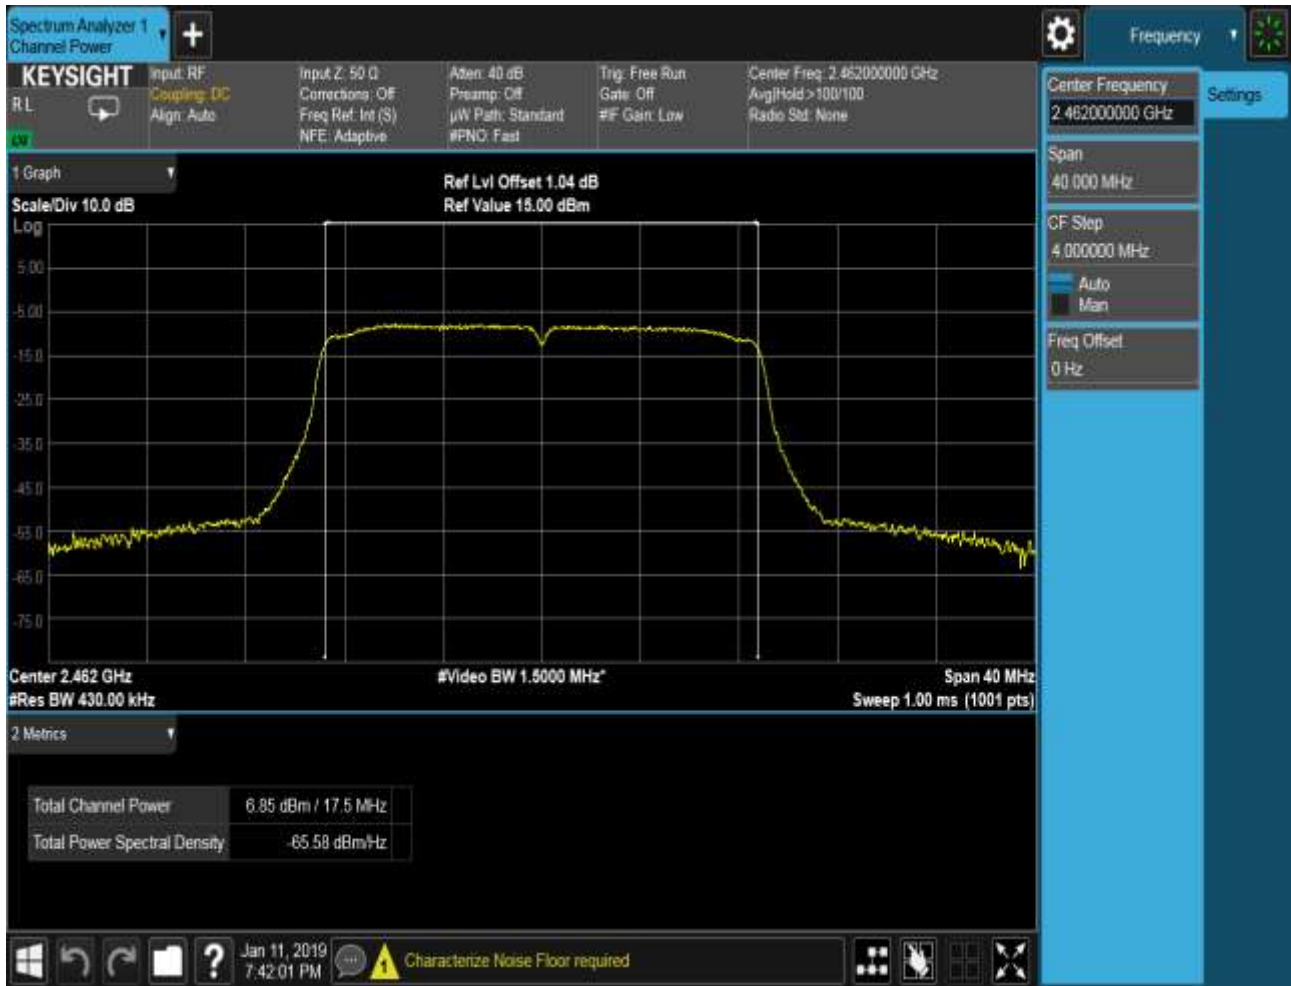 Spectrum Analyzer 1
Channel Power
Frequency
KEYSIGHT
R L
Input: RF
Coupling: DC
Align: Auto
Input Z: 50 Ω
Corrections: Off
Freq Ref: Int (S)
NFE: Adaptive
Atten: 40 dB
Preamp: Off
µW Path: Standard
#PNO: Fast
Trig: Free Run
Gate: Off
#IF Gain: Low
Center Freq: 2.462000000 GHz
Avg|Hold:>100/100
Radio Std: None
Center Frequency
2.462000000 GHz
Settings
Span
40.000 MHz
CF Step
4.000000 MHz
Auto
Man
Freq Offset
0 Hz
1 Graph
Scale/Div 10.0 dB
Ref Lvl Offset 1.04 dB
Ref Value 15.00 dBm
Log
5.00
-5.00
-15.0
-25.0
-35.0
-45.0
-55.0
-65.0
-75.0
Center 2.462 GHz
#Res BW 430.00 kHz
#Video BW 1.5000 MHz*
Span 40 MHz
Sweep 1.00 ms (1001 pts)
2 Metrics
Total Channel Power 6.85 dBm / 17.5 MHz
Total Power Spectral Density -65.58 dBm/Hz
?
Jan 11, 2019
7:42:01 PM
1
Characterize Noise Floor required